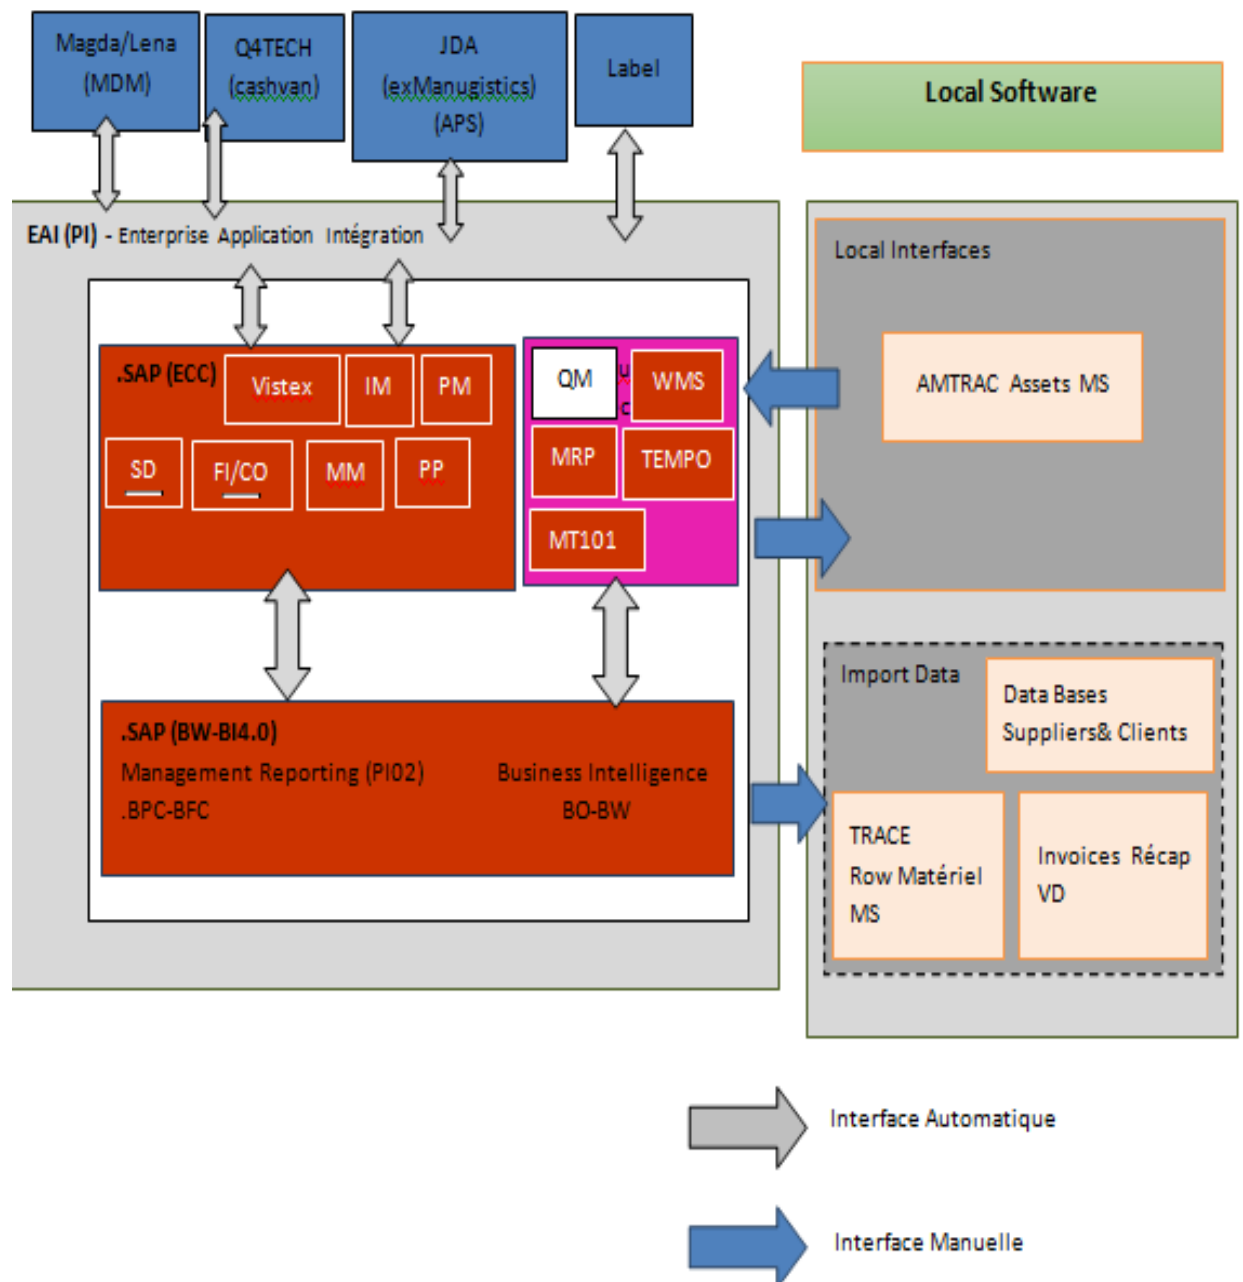 Magda/Lena
(MDM)
Q4TECH
(cashvan)
JDA
(exManugistics)
(APS)
Label
Local Software
EAI (PI) - Enterprise Application Intégration
Local Interfaces
AMTRAC Assets MS
.SAP (ECC)
Vistex
IM
PM
SD
FI/CO
MM
PP
QM
u
c
WMS
MRP
TEMPO
MT101
.SAP (BW-BI4.0)
Management Reporting (PI02)
.BPC-BFC
Business Intelligence
BO-BW
Import Data
Data Bases
Suppliers& Clients
TRACE
Row Matériel
MS
Invoices Récap
VD
Interface Automatique
Interface Manuelle